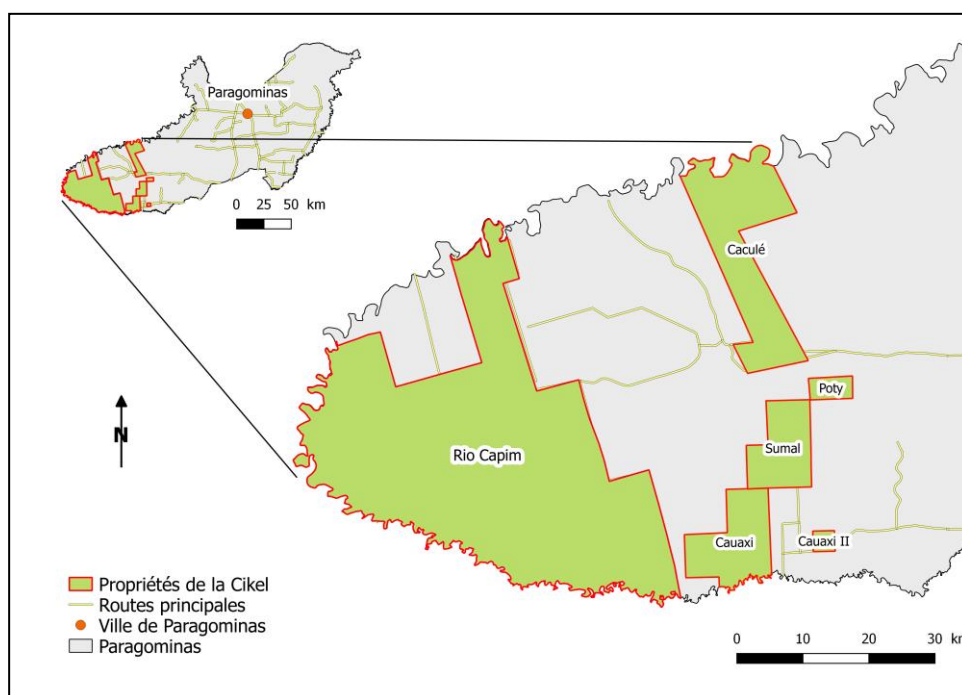 Paragominas
0 25 50 km
Caculé
Poty
Rio Capim
Sumal
N
Cauaxi
Cauaxi II
Propriétés de la Cikel
Routes principales
Ville de Paragominas
Paragominas
0 10 20 30 km